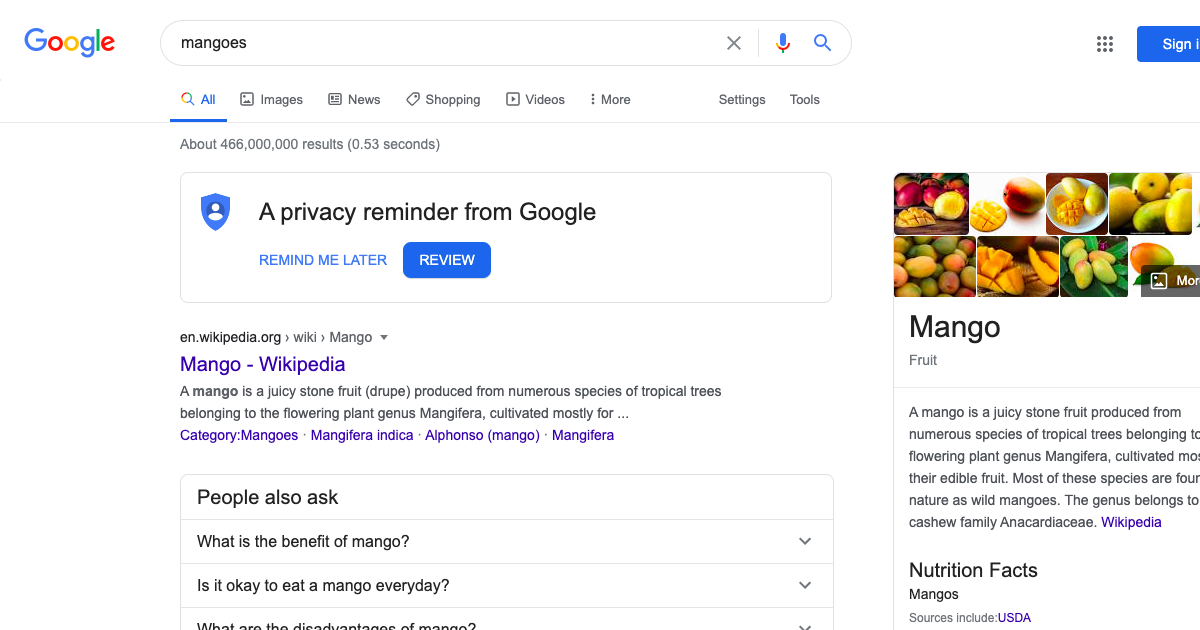 Google
mangoes
Sign i
All
Images
News
Shopping
Videos
More
Settings
Tools
About 466,000,000 results (0.53 seconds)
A privacy reminder from Google
REMIND ME LATER
REVIEW
en.wikipedia.org › wiki › Mango
Mango - Wikipedia
A mango is a juicy stone fruit (drupe) produced from numerous species of tropical trees
belonging to the flowering plant genus Mangifera, cultivated mostly for ...
Category:Mangoes · Mangifera indica · Alphonso (mango) · Mangifera
People also ask
What is the benefit of mango?
Is it okay to eat a mango everyday?
What are the disadvantages of mango?
Mor
Mango
Fruit
A mango is a juicy stone fruit produced from
numerous species of tropical trees belonging to
flowering plant genus Mangifera, cultivated mos
their edible fruit. Most of these species are four
nature as wild mangoes. The genus belongs to
cashew family Anacardiaceae. Wikipedia
Nutrition Facts
Mangos
Sources include:USDA